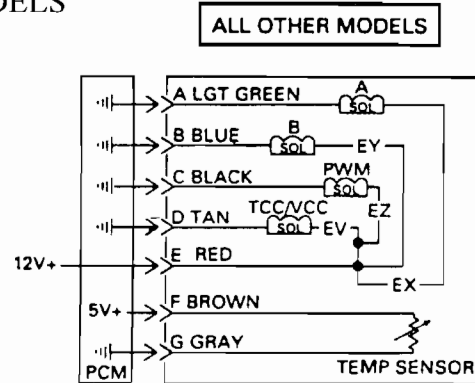 DELS
ALL OTHER MODELS
A LGT GREEN
A
SOL
B BLUE
B
SOL
EY
C BLACK
PWM
SOL
EZ
D TAN
TCC/VCC
SOL
EV
12V+
E RED
EX
5V+
F BROWN
G GRAY
PCM
TEMP SENSOR